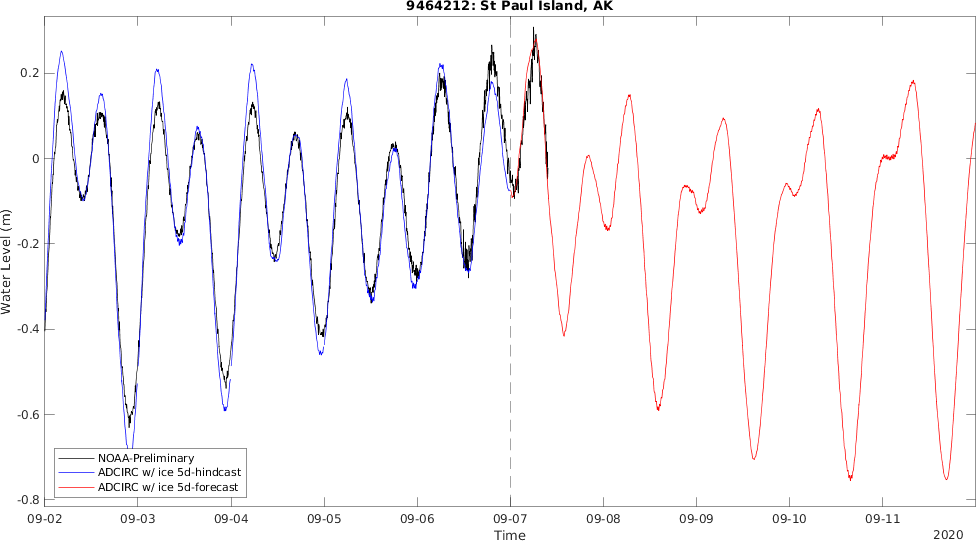 9464212: St Paul Island, AK
Water Level (m)
0.2
0
-0.2
-0.4
-0.6
-0.8
NOAA-Preliminary
ADCIRC w/ ice 5d-hindcast
ADCIRC w/ ice 5d-forecast
09-02 09-03 09-04 09-05 09-06 09-07 09-08 09-09 09-10 09-11
Time
2020